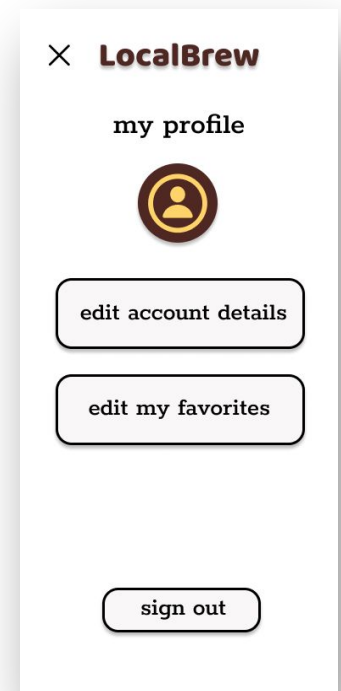 LocalBrew
my profile
edit account details
edit my favorites
sign out